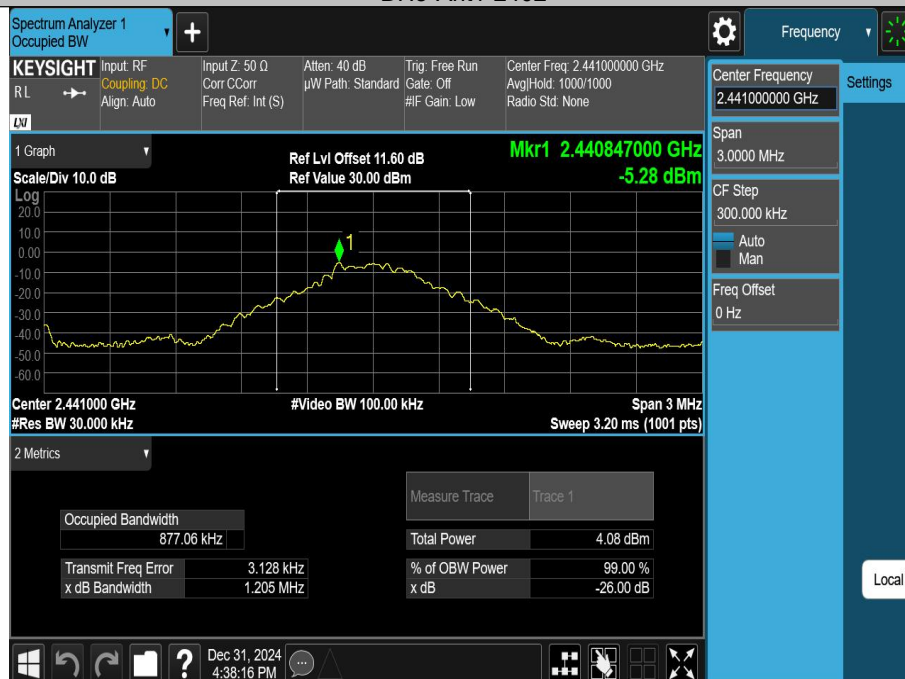 Spectrum Analyzer 1
Occupied BW
Frequency
KEYSIGHT
RL
LXI
Input: RF
Coupling: DC
Align: Auto
Input Z: 50 Ω
Corr CCorr
Freq Ref: Int (S)
Atten: 40 dB
µW Path: Standard
Trig: Free Run
Gate: Off
#IF Gain: Low
Center Freq: 2.441000000 GHz
Avg|Hold: 1000/1000
Radio Std: None
Center Frequency
2.441000000 GHz
Settings
Span
3.0000 MHz
CF Step
300.000 kHz
Auto
Man
Freq Offset
0 Hz
Local
1 Graph
Scale/Div 10.0 dB
Ref Lvl Offset 11.60 dB
Ref Value 30.00 dBm
Mkr1 2.440847000 GHz
-5.28 dBm
Log
20.0
10.0
0.00
-10.0
-20.0
-30.0
-40.0
-50.0
-60.0
1
Center 2.441000 GHz
#Video BW 100.00 kHz
Span 3 MHz
#Res BW 30.000 kHz
Sweep 3.20 ms (1001 pts)
2 Metrics
Measure Trace
Trace 1
Occupied Bandwidth
877.06 kHz
Total Power
4.08 dBm
Transmit Freq Error
3.128 kHz
% of OBW Power
99.00 %
x dB Bandwidth
1.205 MHz
x dB
-26.00 dB
?
Dec 31, 2024
4:38:16 PM